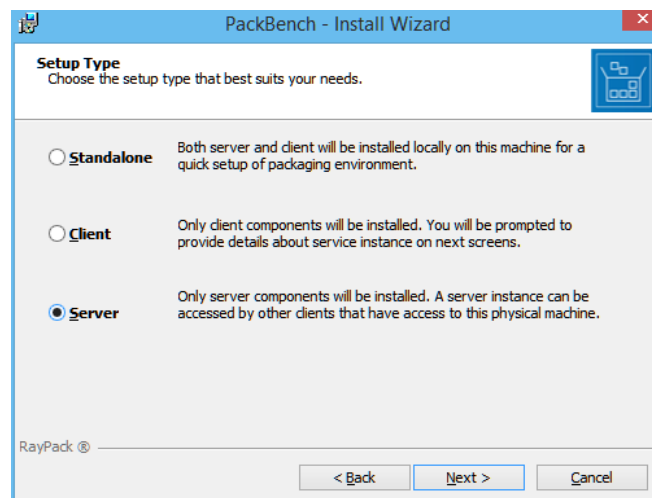 PackBench - Install Wizard
Setup Type
Choose the setup type that best suits your needs.
Standalone
Both server and client will be installed locally on this machine for a
quick setup of packaging environment.
Client
Only client components will be installed. You will be prompted to
provide details about service instance on next screens.
Server
Only server components will be installed. A server instance can be
accessed by other clients that have access to this physical machine.
RayPack ®
< Back
Next >
Cancel